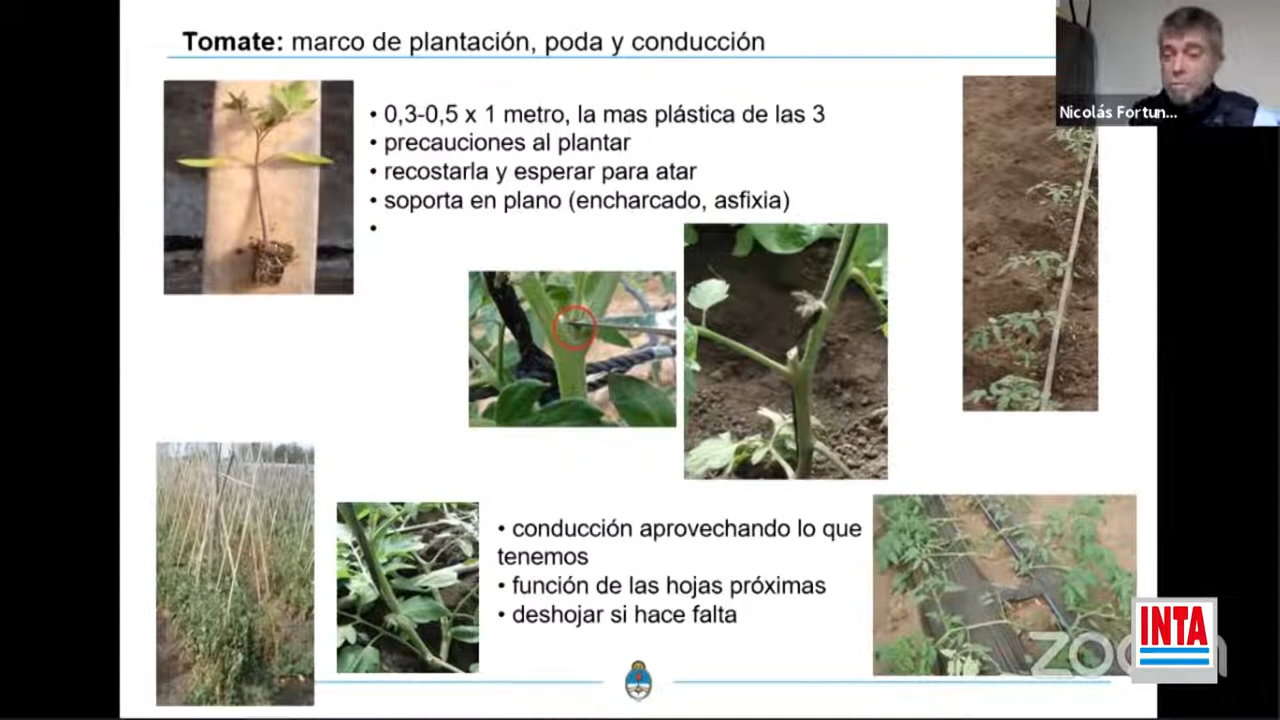 Tomate: marco de plantación, poda y conducción
Nicolás Fortun...
• 0,3-0,5 x 1 metro, la mas plástica de las 3
• precauciones al plantar
• recostarla y esperar para atar
• soporta en plano (encharcado, asfixia)
•
• conducción aprovechando lo que
tenemos
• función de las hojas próximas
• deshojar si hace falta
INTA
zoom